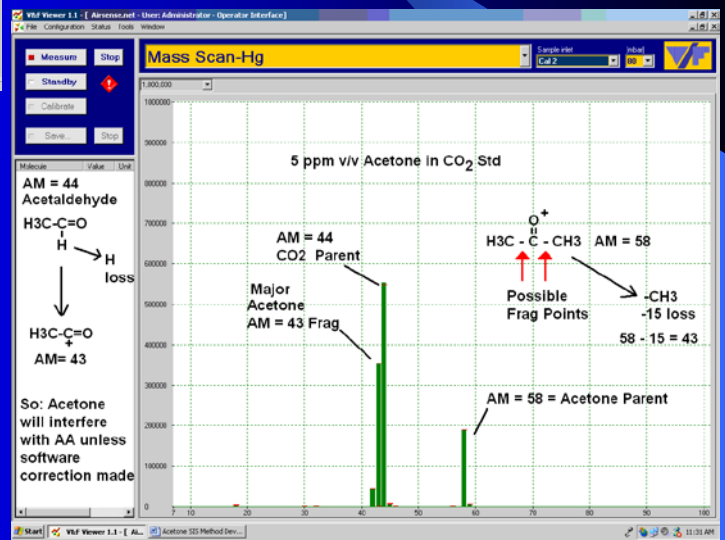 V&F Viewer 1.1 - [ Airsense.net - User: Administrator - Operator Interface]
File Configuration Status Tools Window
Measure Stop
Standby
Calibrate
Save... Stop
Mass Scan-Hg
Sample inlet
Cal 2
[mbar]
80
V/F
1,000,000
Molecule Value Unit
AM = 44
Acetaldehyde
H3C-C=O
H
H
loss
H3C-C=O
+
AM= 43
So: Acetone
will interfere
with AA unless
software
correction made
1000000
900000
800000
700000
600000
500000
400000
300000
200000
100000
0
7 10 20 30 40 50 60 70 80 90 100
5 ppm v/v Acetone in CO2 Std
AM = 44
CO2 Parent
Major
Acetone
AM = 43 Frag
O+
H3C - C - CH3 AM = 58
Possible
Frag Points
-CH3
-15 loss
58 - 15 = 43
AM = 58 = Acetone Parent
Start V&F Viewer 1.1 - [ Ai... Acetone SIS Method Dev... 11:31 AM